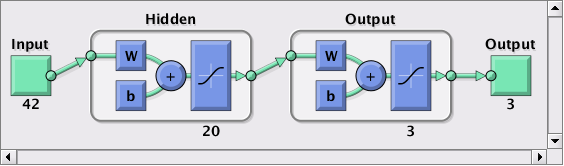 Hidden Output
Input Output
W + W +
b b
42 3
20 3